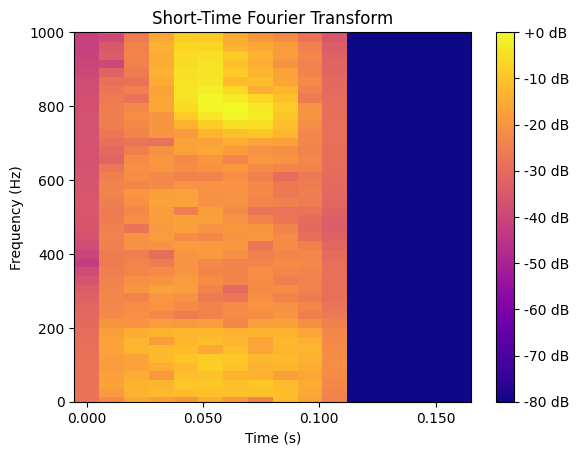 Short-Time Fourier Transform
1000
800
600
400
200
0
Frequency (Hz)
0.000
0.050
0.100
0.150
Time (s)
+0 dB
-10 dB
-20 dB
-30 dB
-40 dB
-50 dB
-60 dB
-70 dB
-80 dB